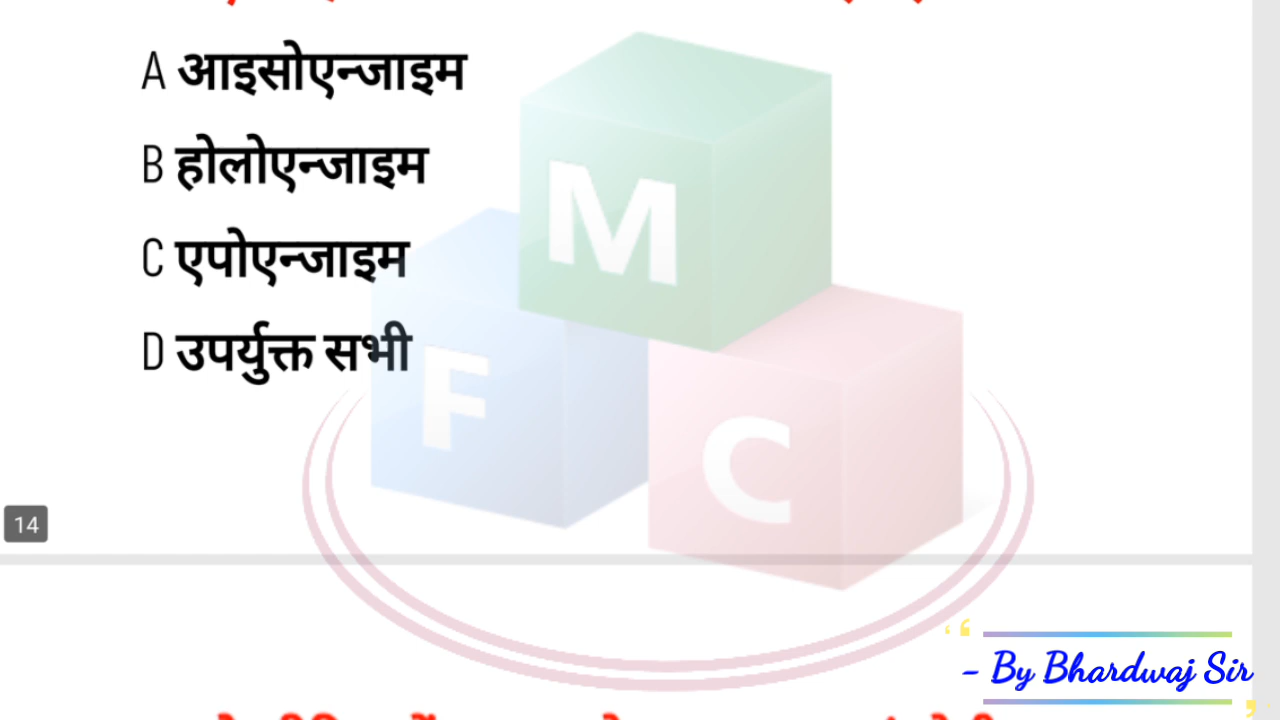 A आइसोएन्जाइम
B होलोएन्जाइम
C एपोएन्जाइम
D उपर्युक्त सभी
M
F
C
14
- By Bhardwaj Sir